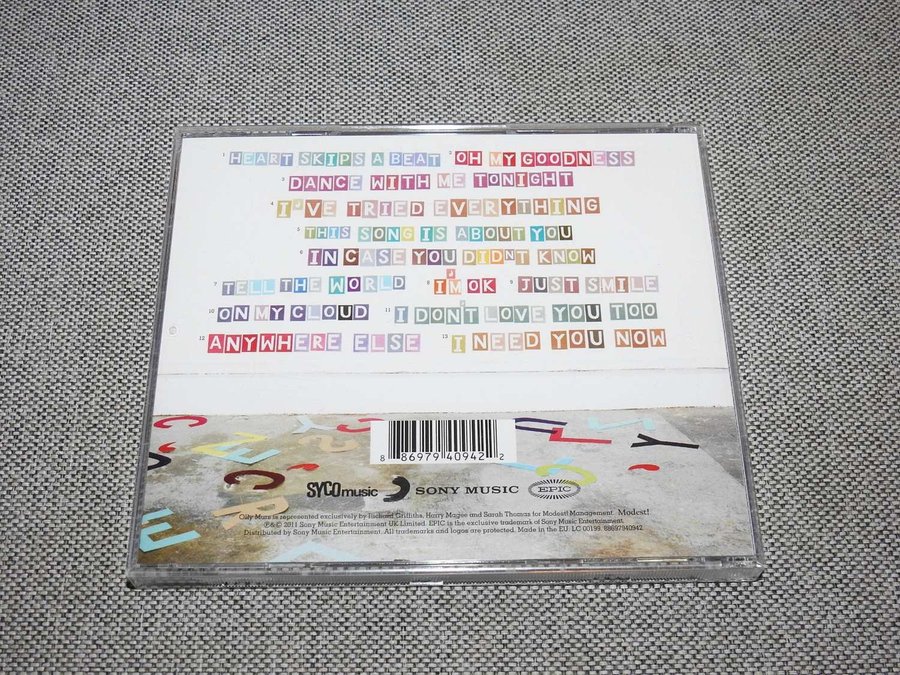 1 HEART SKIPS A BEAT 2 OH MY GOODNESS
3 DANCE WITH ME TONIGHT
4 I'VE TRIED EVERYTHING
5 THIS SONG IS ABOUT YOU
6 IN CASE YOU DIDN'T KNOW
7 TELL THE WORLD 8 I'M OK 9 JUST SMILE
10 ON MY CLOUD 11 I DON'T LOVE YOU TOO
12 ANYWHERE ELSE 13 I NEED YOU NOW
8 86979 40942 2
SYCOmusic SONY MUSIC EPIC
Olly Murs is represented exclusively by Richard Griffiths, Harry Magee and Sarah Thomas for Modest! Management. Modest!
℗ & © 2011 Sony Music Entertainment UK Limited. EPIC is the exclusive trademark of Sony Music Entertainment.
Distributed by Sony Music Entertainment. All trademarks and logos are protected. Made in the EU. LC 00199. 88697940942